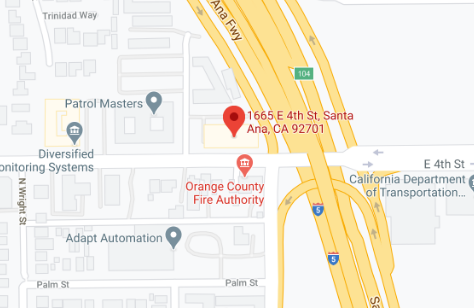 Trinidad Way
Ana Fwy
104
Patrol Masters
1665 E 4th St, Santa
Ana, CA 92701
Diversified
onitoring Systems
E 4th St
Orange County
Fire Authority
California Department
of Transportation...
N Wright St
5
Adapt Automation
5
Palm St
Palm St
Sa